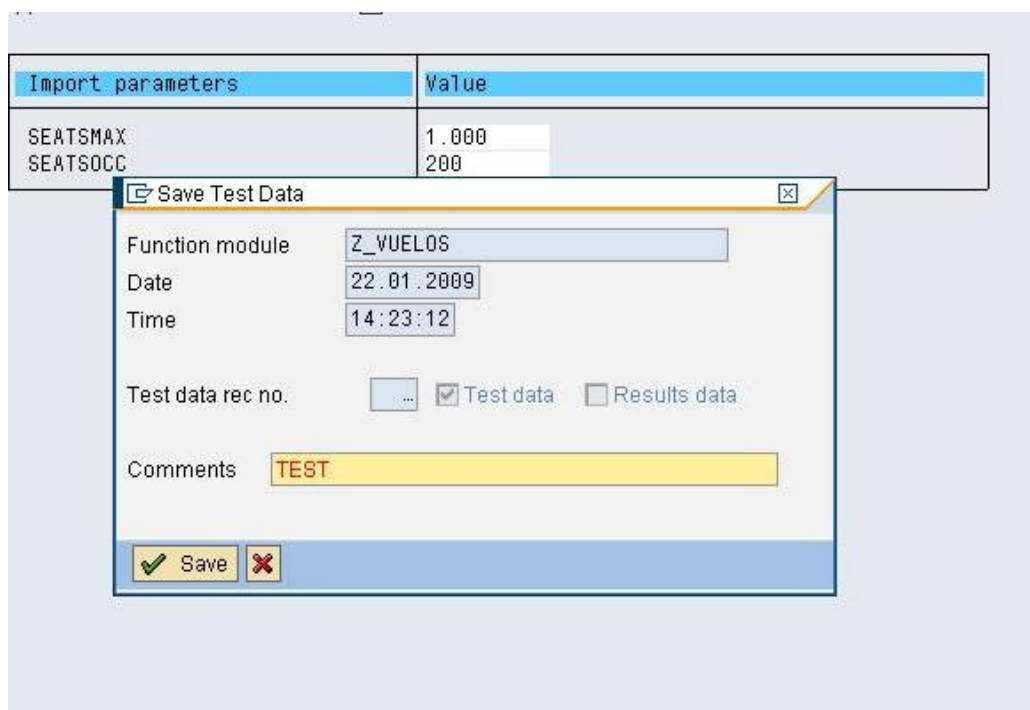 Import parameters Value
SEATSMAX 1.000
SEATSOCC 200
Save Test Data
Function module Z_VUELOS
Date 22.01.2009
Time 14:23:12
Test data rec no. … Test data Results data
Comments TEST
Save